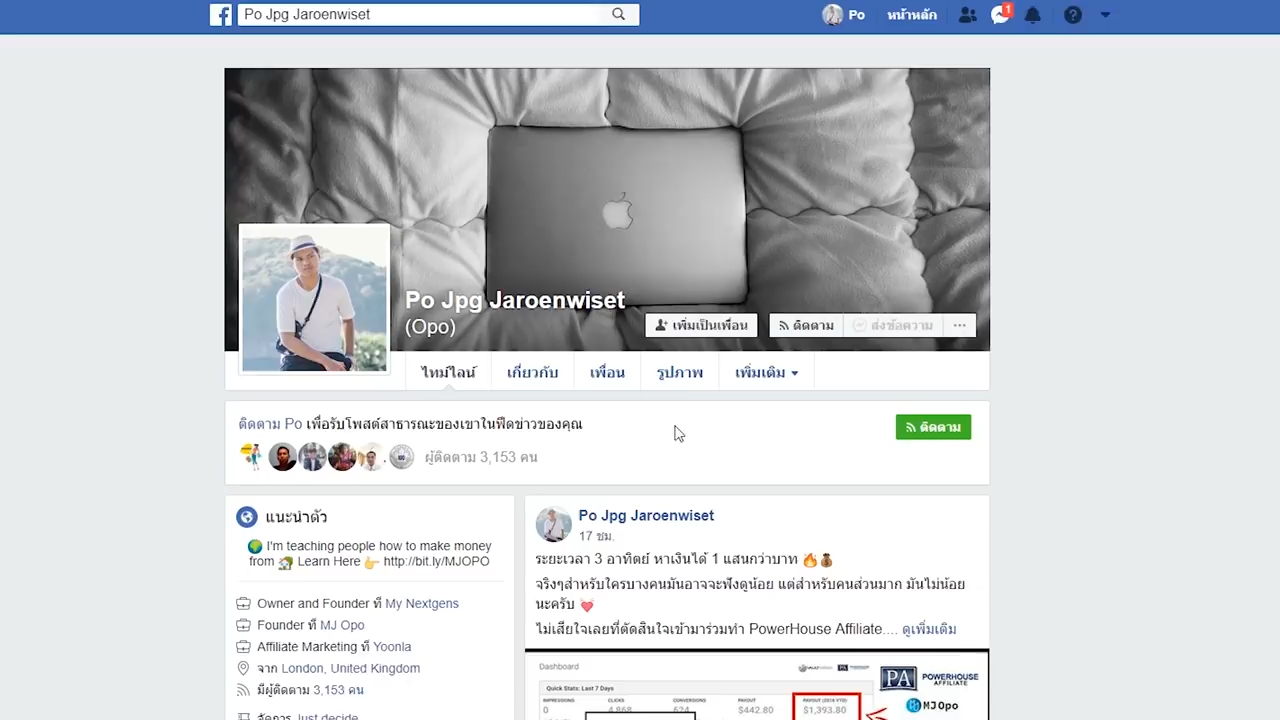 Po Jpg Jaroenwiset
Po
หน้าหลัก
1
Po Jpg Jaroenwiset
(Opo)
เพิ่มเป็นเพื่อน
ติดตาม
ส่งข้อความ
ไทม์ไลน์
เกี่ยวกับ
เพื่อน
รูปภาพ
เพิ่มเติม
ติดตาม Po เพื่อรับโพสต์สาธารณะของเขาในฟีดข่าวของคุณ
ติดตาม
ผู้ติดตาม 3,153 คน
แนะนำตัว
I'm teaching people how to make money
from Learn Here http://bit.ly/MJOPO
Owner and Founder ที่ My Nextgens
Founder ที่ MJ Opo
Affiliate Marketing ที่ Yoonla
จาก London, United Kingdom
มีผู้ติดตาม 3,153 คน
Po Jpg Jaroenwiset
17 ชม.
ระยะเวลา 3 อาทิตย์ หาเงินได้ 1 แสนกว่าบาท
จริงๆสำหรับใครบางคนมันอาจจะฟังดูน้อย แต่สำหรับคนส่วนมาก มันไม่น้อย
นะครับ
ไม่เสียใจเลยที่ตัดสินใจเข้ามาร่วมทำ PowerHouse Affiliate.... ดูเพิ่มเติม
Dashboard
Quick Stats: Last 7 Days
IMPRESSIONS CLICKS CONVERSIONS PAYOUT PAYOUT (2018 YTD)
0 4,868 624 $442.80 $1,393.80
PA POWERHOUSE
AFFILIATE
MJ Opo